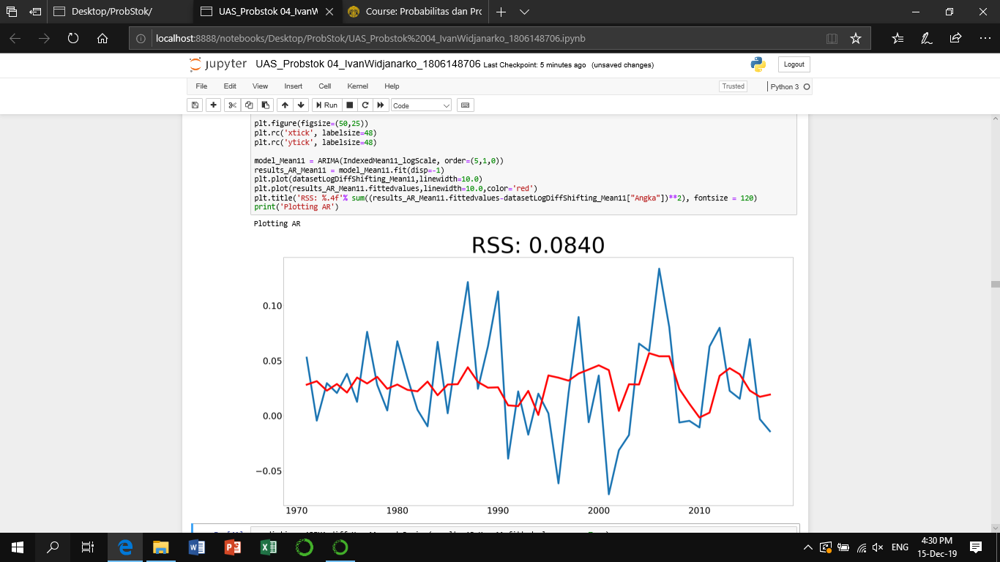 Desktop/ProbStok/
UAS_Probstok 04_IvanW
Course: Probabilitas dan Pro
localhost:8888/notebooks/Desktop/ProbStok/UAS_Probstok%2004_IvanWidjanarko_1806148706.ipynb
jupyter UAS_Probstok 04_IvanWidjanarko_1806148706 Last Checkpoint: 5 minutes ago (unsaved changes)
Logout
File Edit View Insert Cell Kernel Help
Trusted
Python 3
Run
Code
plt.figure(figsize=(50,25))
plt.rc('xtick', labelsize=48)
plt.rc('ytick', labelsize=48)
model_Mean11 = ARIMA(IndexedMean11_logScale, order=(5,1,0))
results_AR_Mean11 = model_Mean11.fit(disp=-1)
plt.plot(datasetLogDiffShifting_Mean11,linewidth=10.0)
plt.plot(results_AR_Mean11.fittedvalues,linewidth=10.0,color='red')
plt.title('RSS: %.4f'% sum((results_AR_Mean11.fittedvalues-datasetLogDiffShifting_Mean11["Angka"])**2), fontsize = 120)
print('Plotting AR')
Plotting AR
RSS: 0.0840
0.10
0.05
0.00
−0.05
1970 1980 1990 2000 2010
ENG
4:30 PM
15-Dec-19